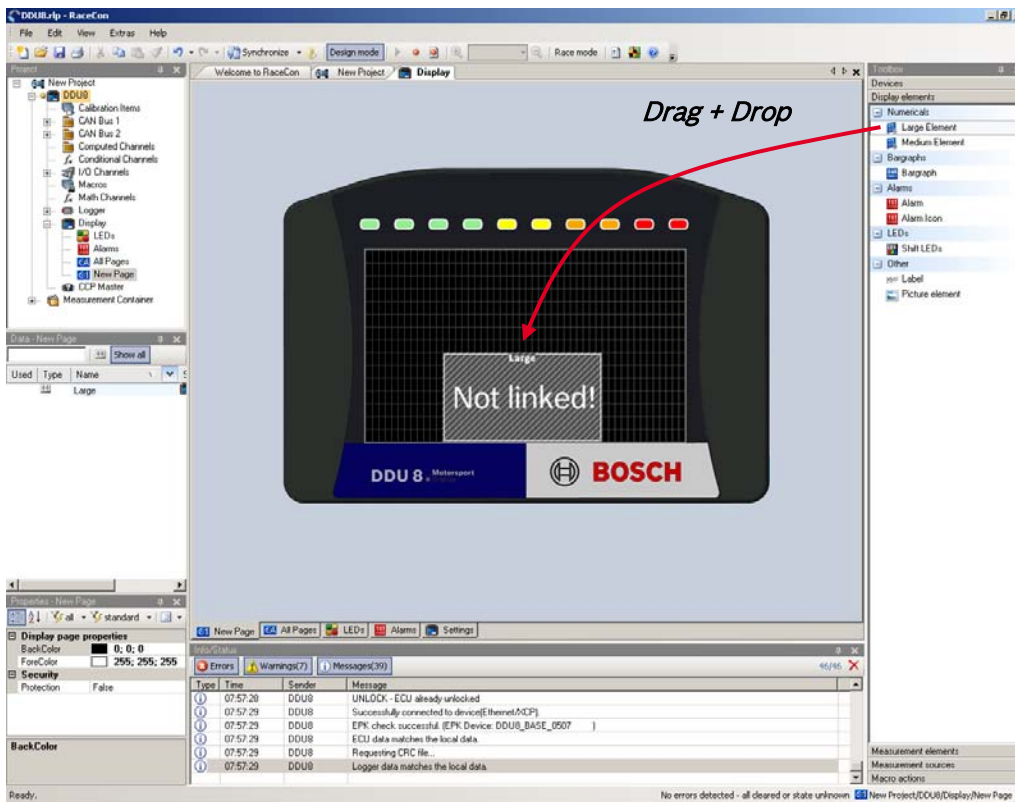 DDU8.rlp - RaceCon
File Edit View Extras Help
Synchronize Design mode Race mode
Project
New Project
DDU8
Calibration Items
CAN Bus 1
CAN Bus 2
Computed Channels
Conditional Channels
I/O Channels
Macros
Math Channels
Logger
Display
LEDs
Alarms
All Pages
New Page
CCP Master
Measurement Container
Data - New Page
Show all
Used Type Name
Large
Properties - New Page
all standard
Display page properties
BackColor 0; 0; 0
ForeColor 255; 255; 255
Security
Protection False
BackColor
Welcome to RaceCon New Project Display
Drag + Drop
Large
Not linked!
DDU 8 Motorsport
BOSCH
New Page All Pages LEDs Alarms Settings
Info/Status
Errors Warnings(7) Messages(39) 46/46
Type Time Sender Message
07:57:28 DDU8 UNLOCK - ECU already unlocked
07:57:29 DDU8 Successfully connected to device(Ethernet/XCP).
07:57:29 DDU8 EPK check successful. (EPK Device: DDU8_BASE_0507 )
07:57:29 DDU8 ECU data matches the local data.
07:57:29 DDU8 Requesting CRC file...
07:57:29 DDU8 Logger data matches the local data.
Toolbox
Devices
Display elements
Numericals
Large Element
Medium Element
Bargraphs
Bargraph
Alarms
Alarm
Alarm Icon
LEDs
Shift LEDs
Other
Label
Picture element
Measurement elements
Measurement sources
Macro actions
Ready.
No errors detected - all cleared or state unknown New Project/DDU8/Display/New Page